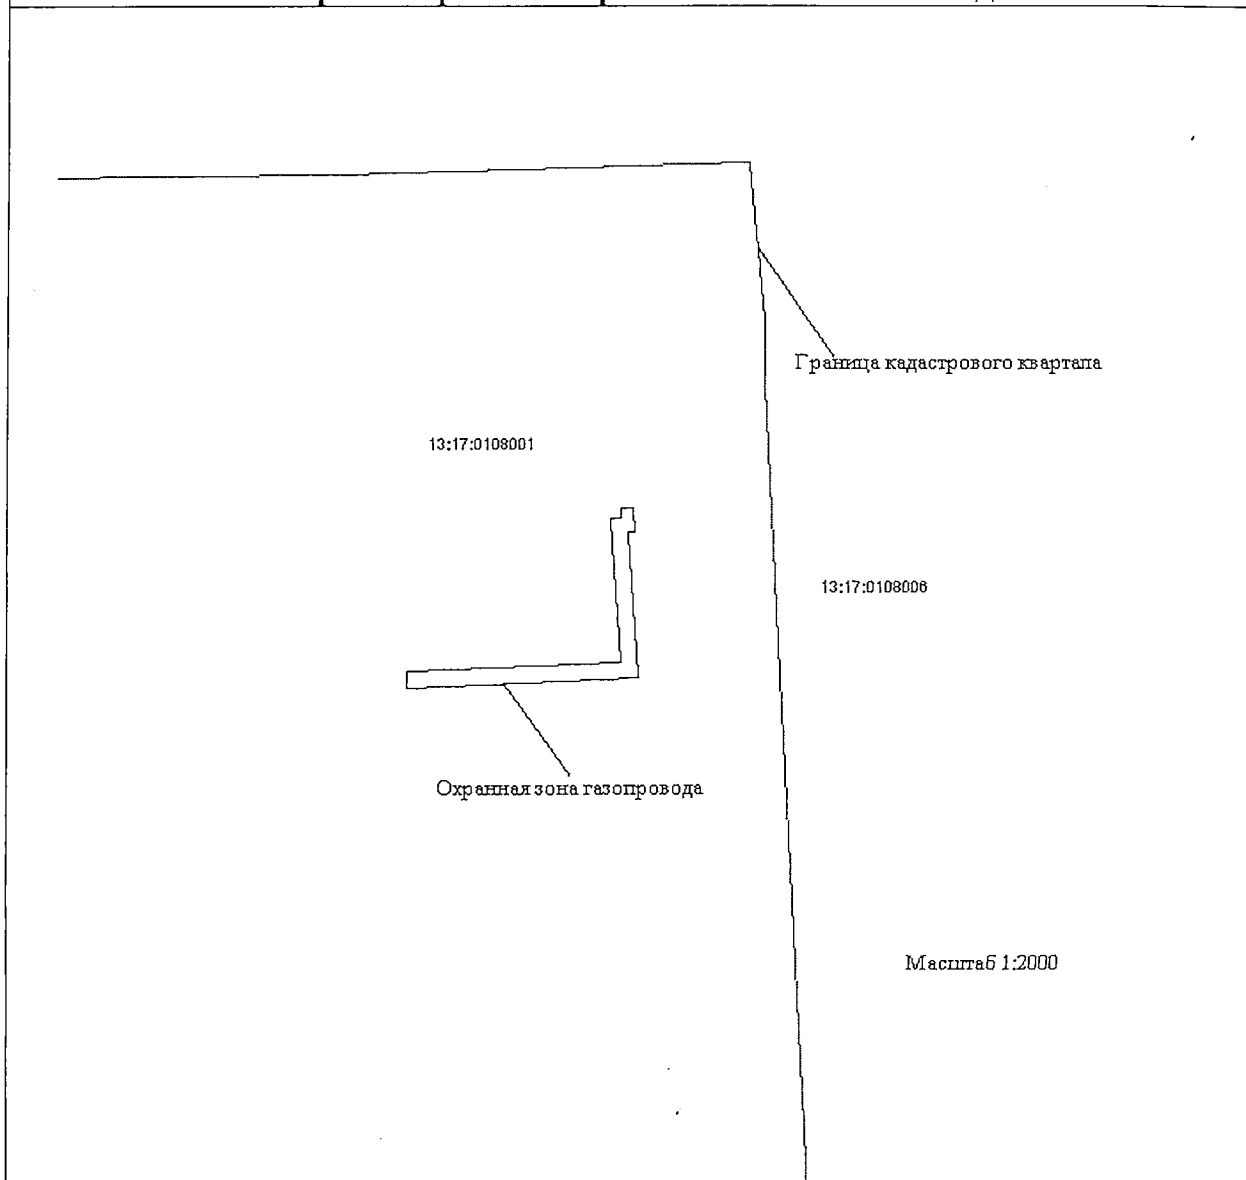 Граница кадастрового квартала
13:17:0108001
13:17:0108006
Охранная зона газопровода
Масштаб 1:2000